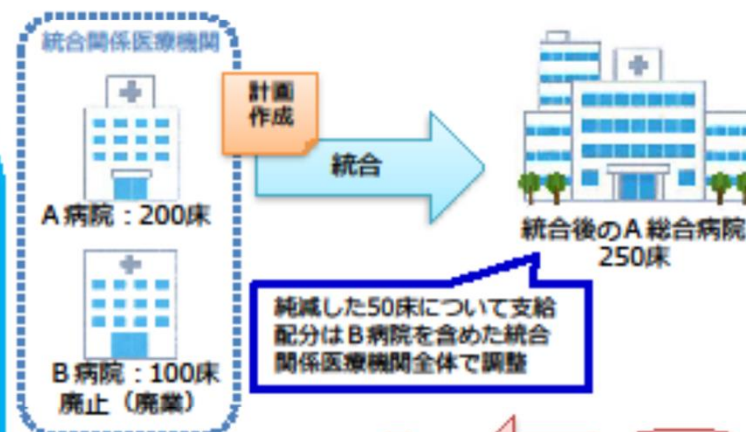 統合関係医療機関
計画
作成
統合
A病院：200床
B病院：100床
廃止（廃業）
統合後のA総合病院
250床
純減した50床について支給
配分はB病院を含めた統合
関係医療機関全体で調整